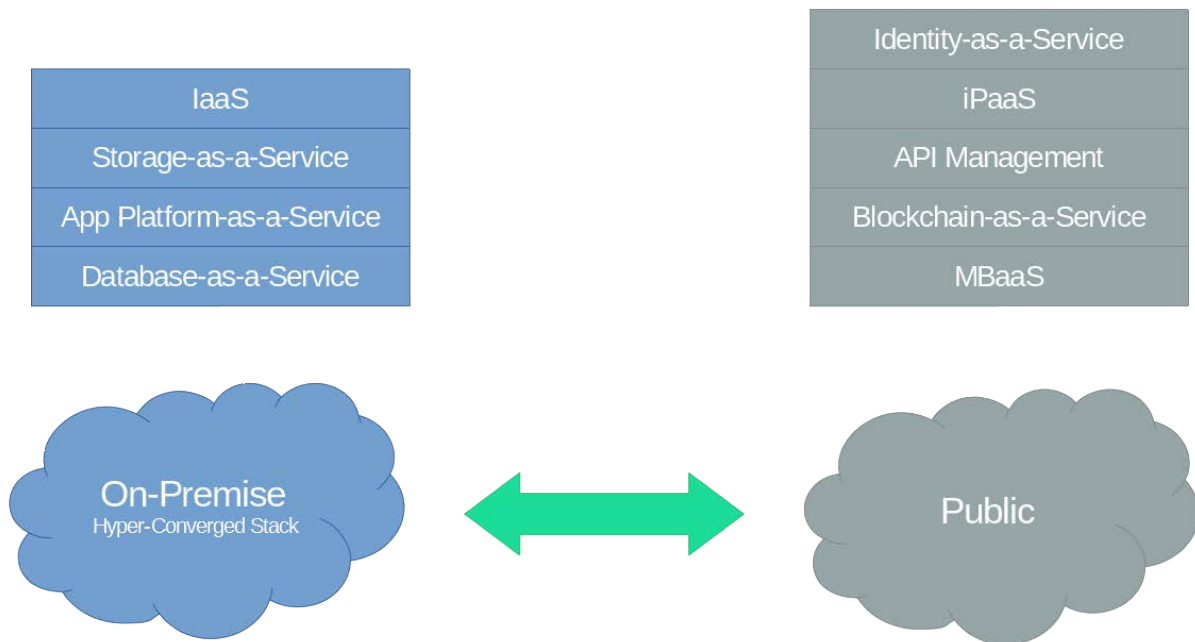 IaaS
Storage-as-a-Service
App Platform-as-a-Service
Database-as-a-Service
Identity-as-a-Service
iPaaS
API Management
Blockchain-as-a-Service
MBaaS
On-Premise
Hyper-Converged Stack
Public